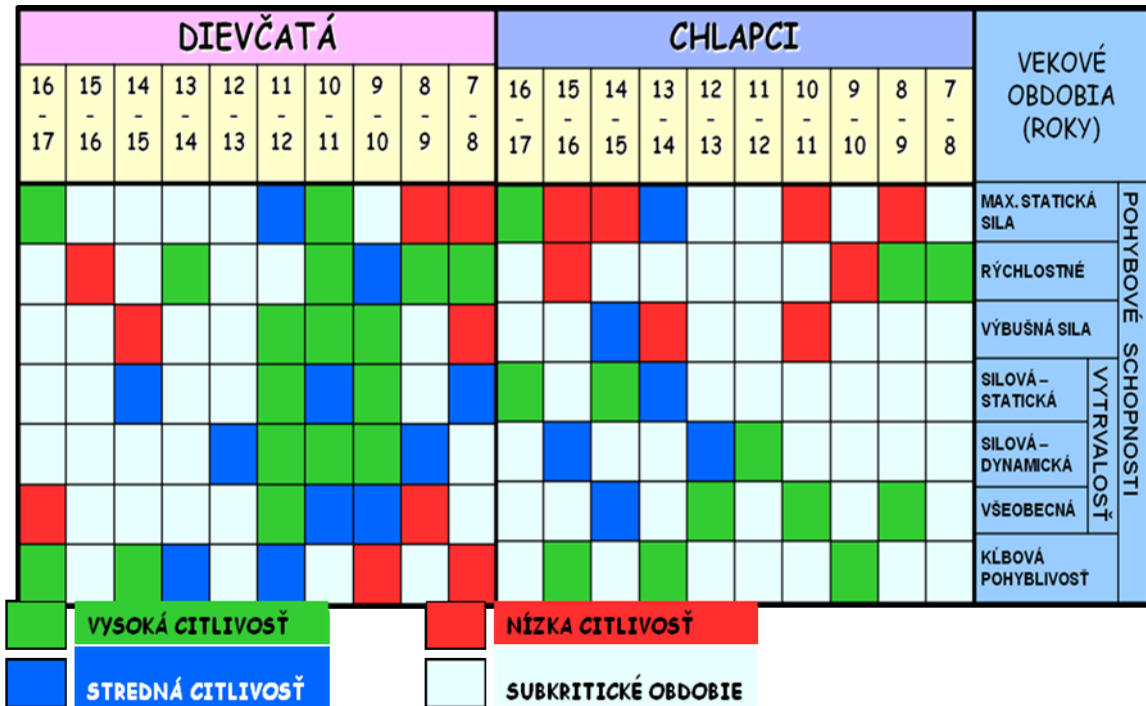 DIEVČATÁ
CHLAPCI
VEKOVÉ
OBDOBIA
(ROKY)
16 15 14 13 12 11 10 9 8 7 16 15 14 13 12 11 10 9 8 7
- - - - - - - - - - - - - - - - - - - -
17 16 15 14 13 12 11 10 9 8 17 16 15 14 13 12 11 10 9 8
MAX. STATICKÁ
SILA
RÝCHLOSTNÉ
VÝBUŠNÁ SILA
SILOVÁ –
STATICKÁ
SILOVÁ –
DYNAMICKÁ
VŠEOBECNÁ
KĹBOVÁ
POHYBLIVOSŤ
VYTRVALOSŤ
POHYBOVÉ SCHOPNOSTI
VYSOKÁ CITLIVOSŤ
NÍZKA CITLIVOSŤ
STREDNÁ CITLIVOSŤ
SUBKRITICKÉ OBDOBIE